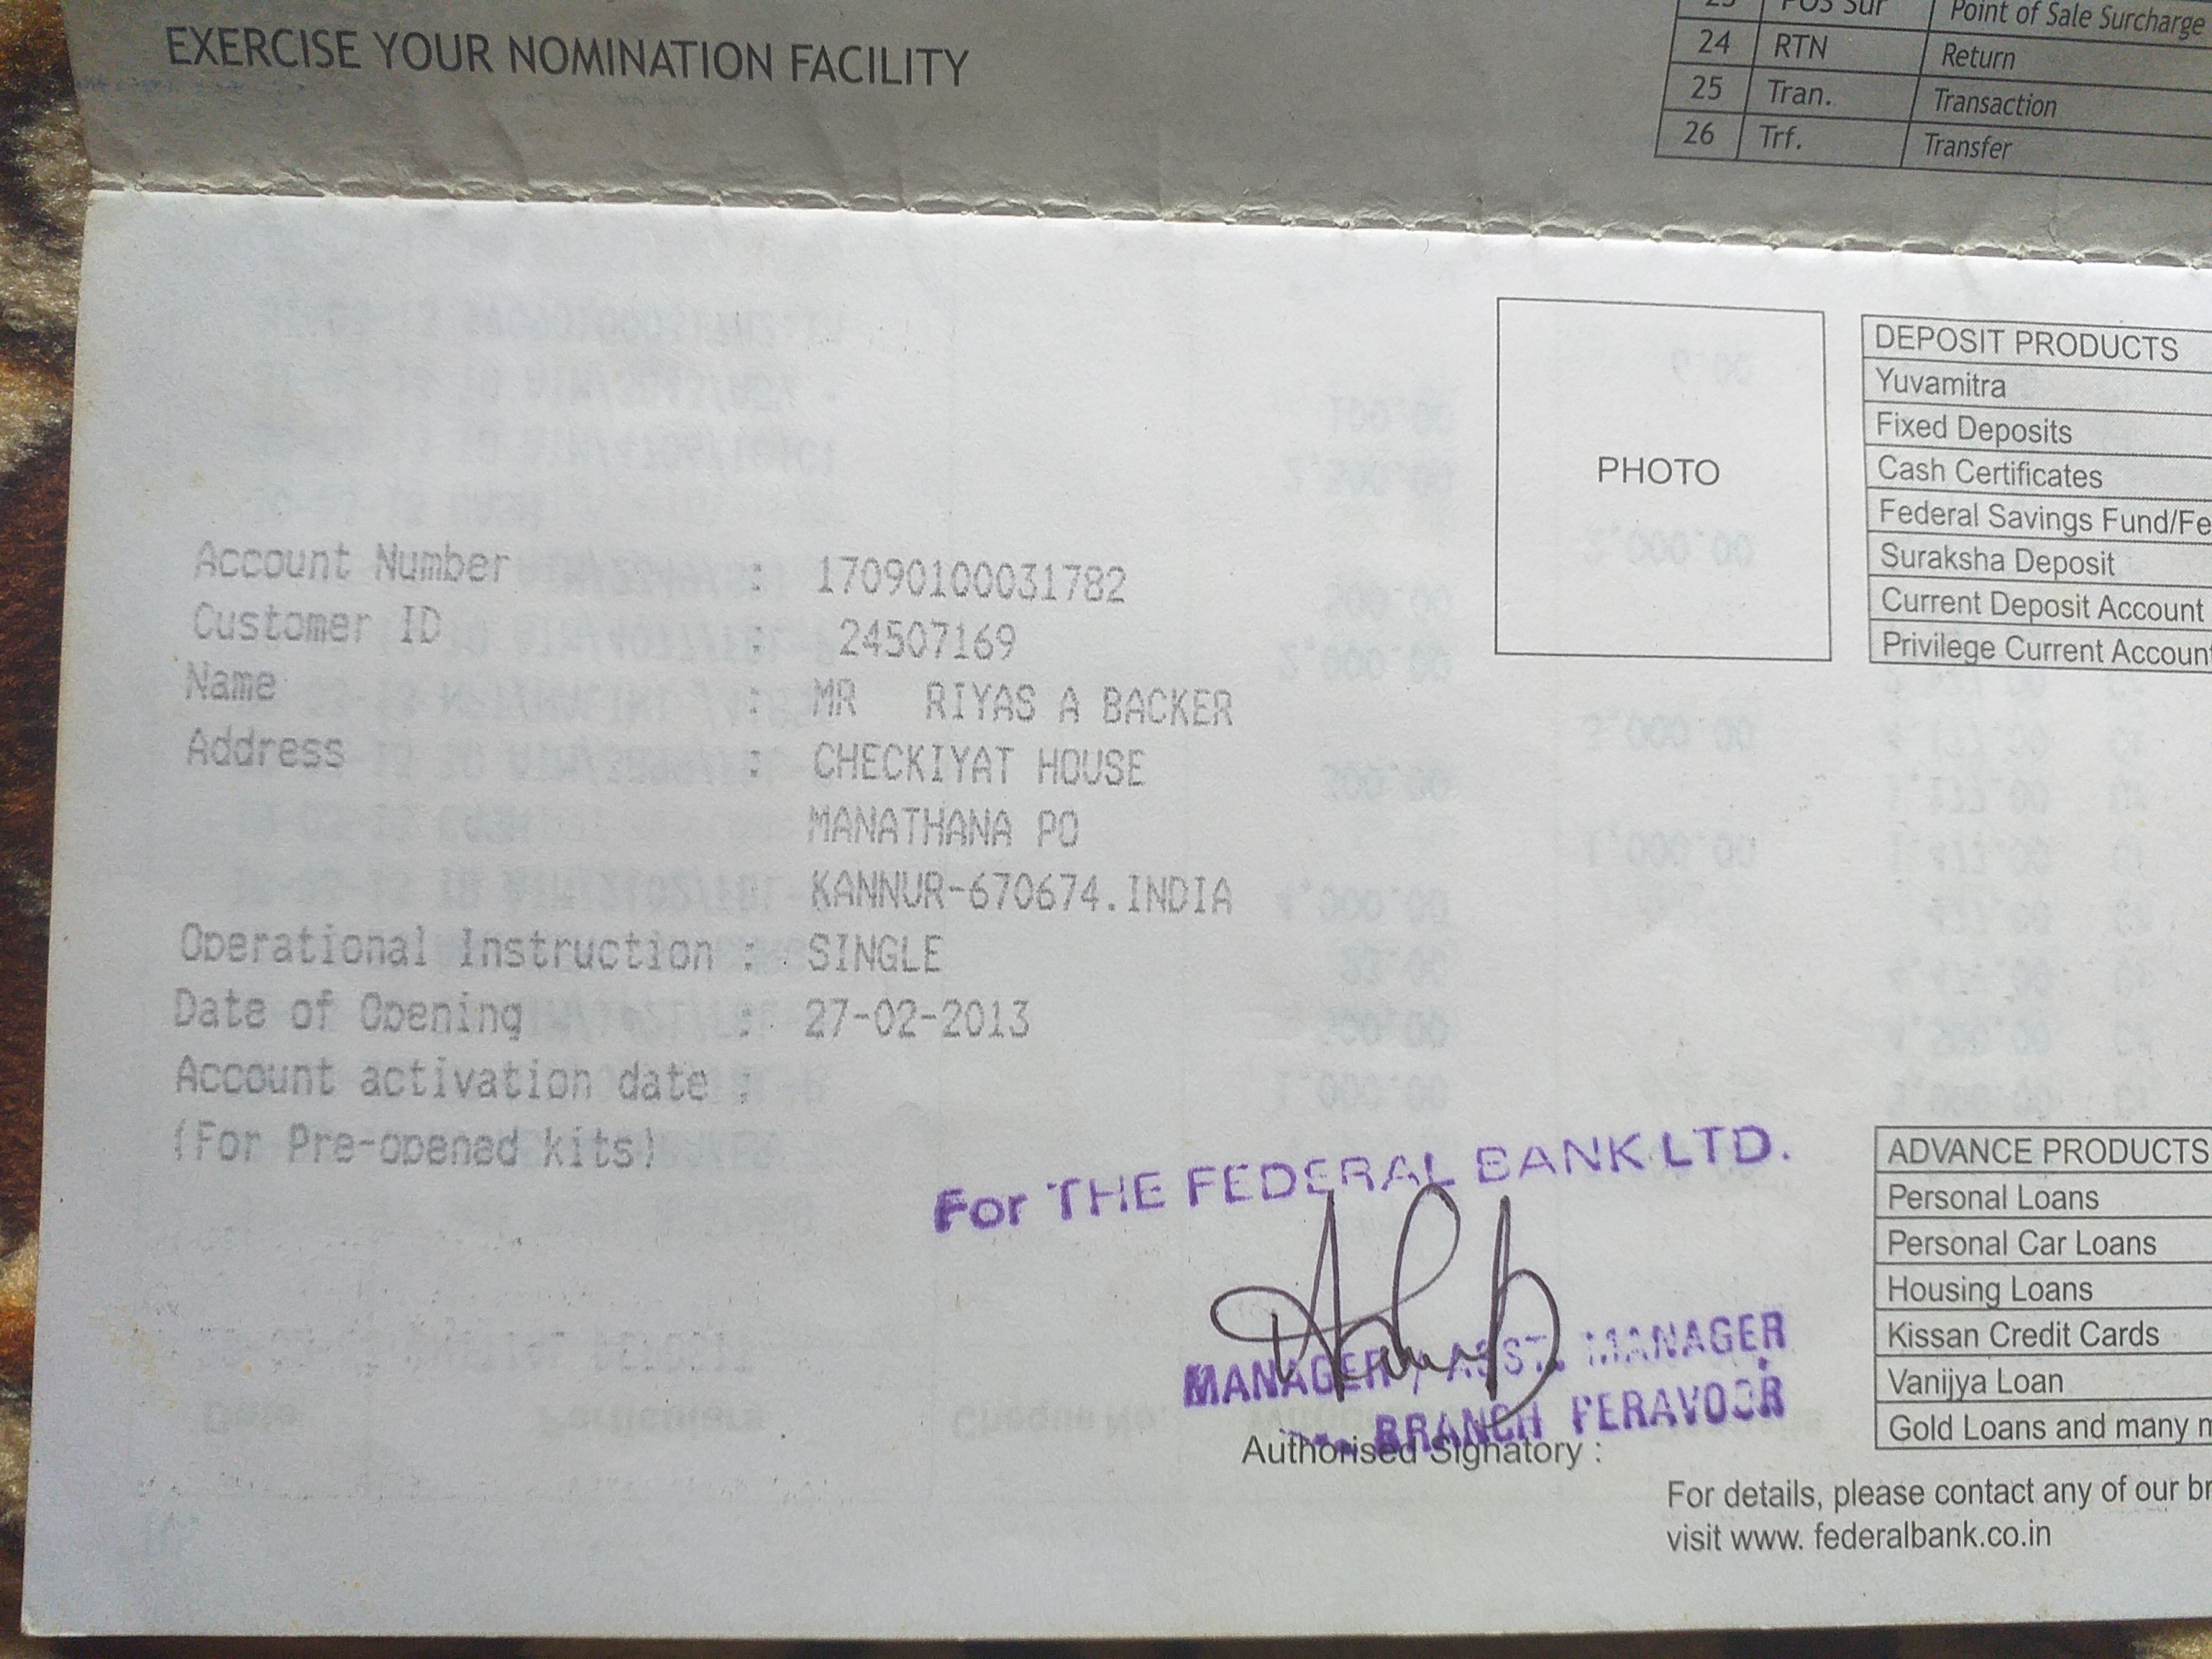 EXERCISE YOUR NOMINATION FACILITY
Point of Sale Surcharge
24 RTN Return
25 Tran. Transaction
26 Trf. Transfer
Account Number : 17090100031782
Customer ID : 24507169
Name : MR RIYAS A BACKER
Address : CHECKIYAT HOUSE
MANATHANA PO
KANNUR-670674.INDIA
Operational Instruction : SINGLE
Date of Opening : 27-02-2013
Account activation date :
(For Pre-opened kits)
PHOTO
For THE FEDERAL BANK LTD.
MANAGER/ASST. MANAGER
BRANCH PERAVOOR
Authorised Signatory :
DEPOSIT PRODUCTS
Yuvamitra
Fixed Deposits
Cash Certificates
Federal Savings Fund/Fe
Suraksha Deposit
Current Deposit Account
Privilege Current Accoun
ADVANCE PRODUCTS
Personal Loans
Personal Car Loans
Housing Loans
Kissan Credit Cards
Vanijya Loan
Gold Loans and many
For details, please contact any of our
visit www. federalbank.co.in